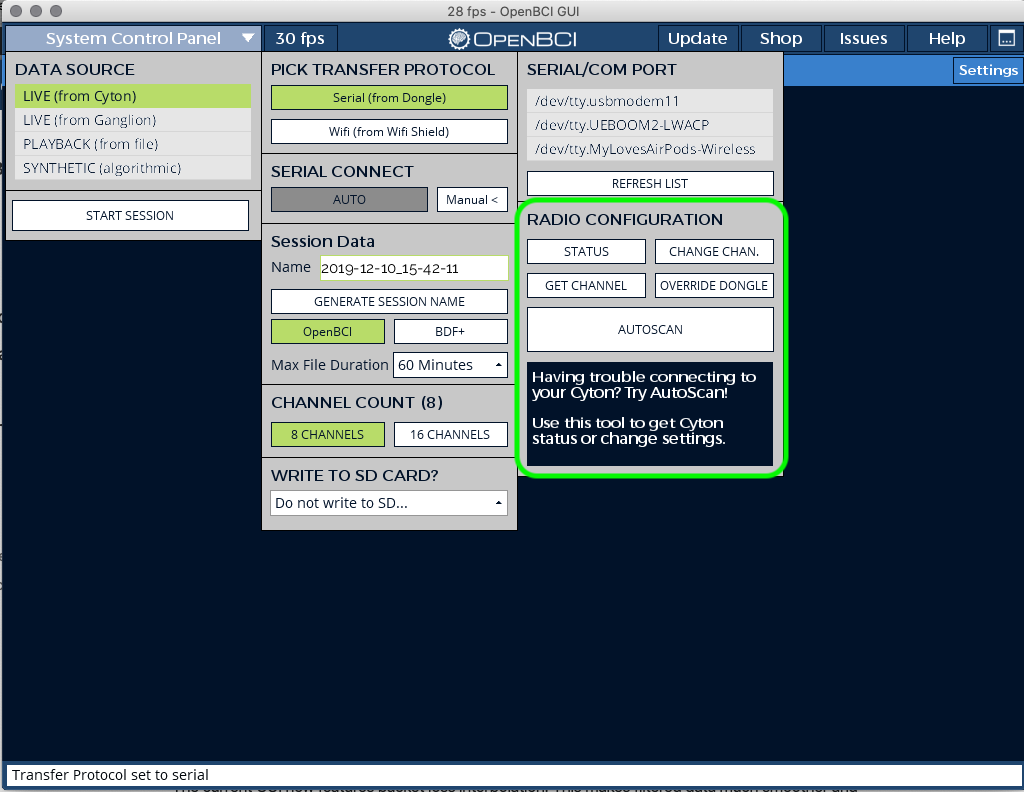 28 fps - OpenBCI GUI
System Control Panel
30 fps
OPENBCI
Update
Shop
Issues
Help
Settings
DATA SOURCE
LIVE (from Cyton)
LIVE (from Ganglion)
PLAYBACK (from file)
SYNTHETIC (algorithmic)
START SESSION
PICK TRANSFER PROTOCOL
Serial (from Dongle)
Wifi (from Wifi Shield)
SERIAL CONNECT
AUTO
Manual <
Session Data
Name 2019-12-10_15-42-11
GENERATE SESSION NAME
OpenBCI
BDF+
Max File Duration 60 Minutes
CHANNEL COUNT (8)
8 CHANNELS
16 CHANNELS
WRITE TO SD CARD?
Do not write to SD...
SERIAL/COM PORT
/dev/tty.usbmodem11
/dev/tty.UEBOOM2-LWACP
/dev/tty.MyLovesAirPods-Wireless
REFRESH LIST
RADIO CONFIGURATION
STATUS
CHANGE CHAN.
GET CHANNEL
OVERRIDE DONGLE
AUTOSCAN
Having trouble connecting to
your Cyton? Try AutoScan!
Use this tool to get Cyton
status or change settings.
Transfer Protocol set to serial